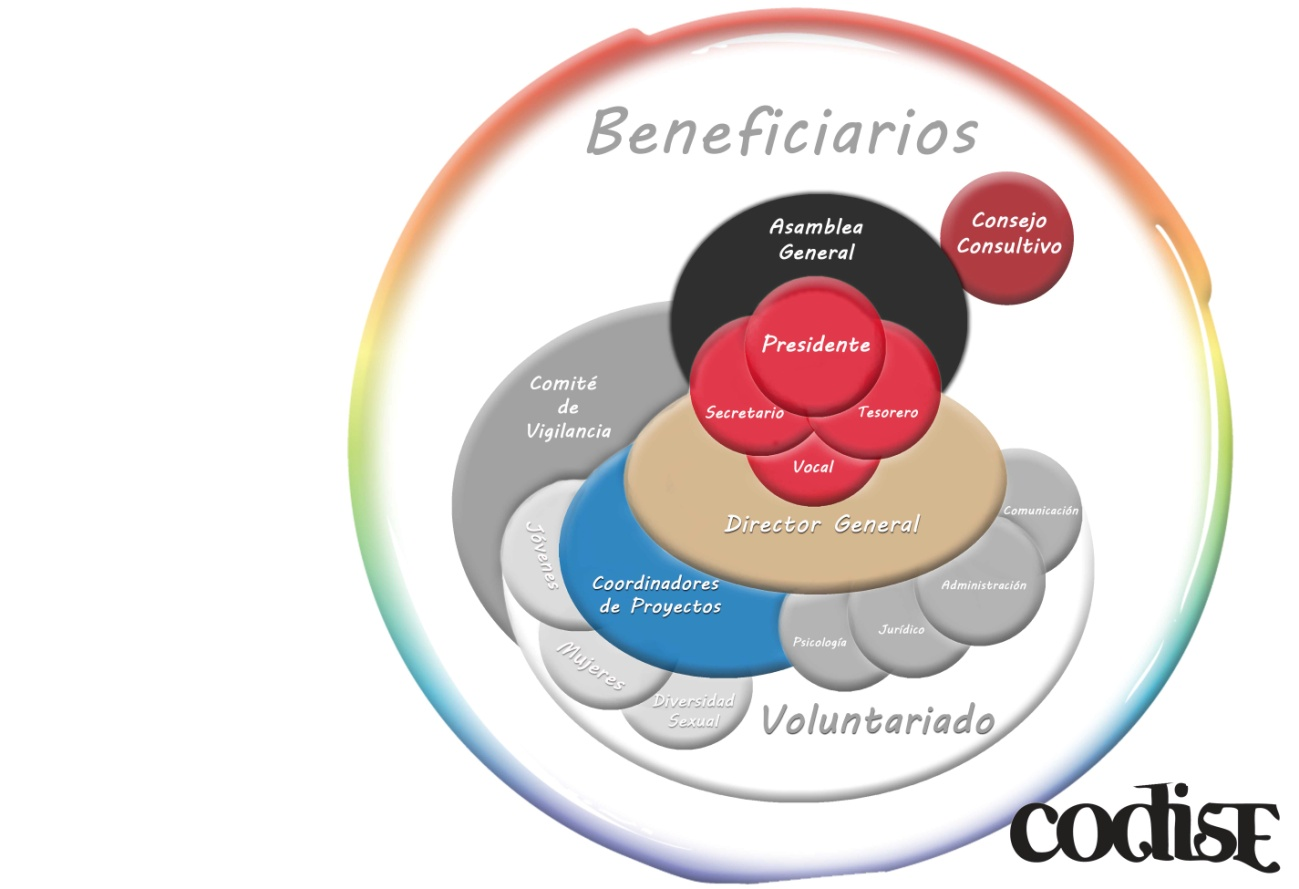 Beneficiarios
Consejo
Consultivo
Asamblea
General
Presidente
Secretario
Tesorero
Vocal
Comité
de
Vigilancia
Director General
Comunicación
Administración
Jurídico
Psicología
Coordinadores
de Proyectos
Jóvenes
Mujeres
Diversidad
Sexual
Voluntariado
codise